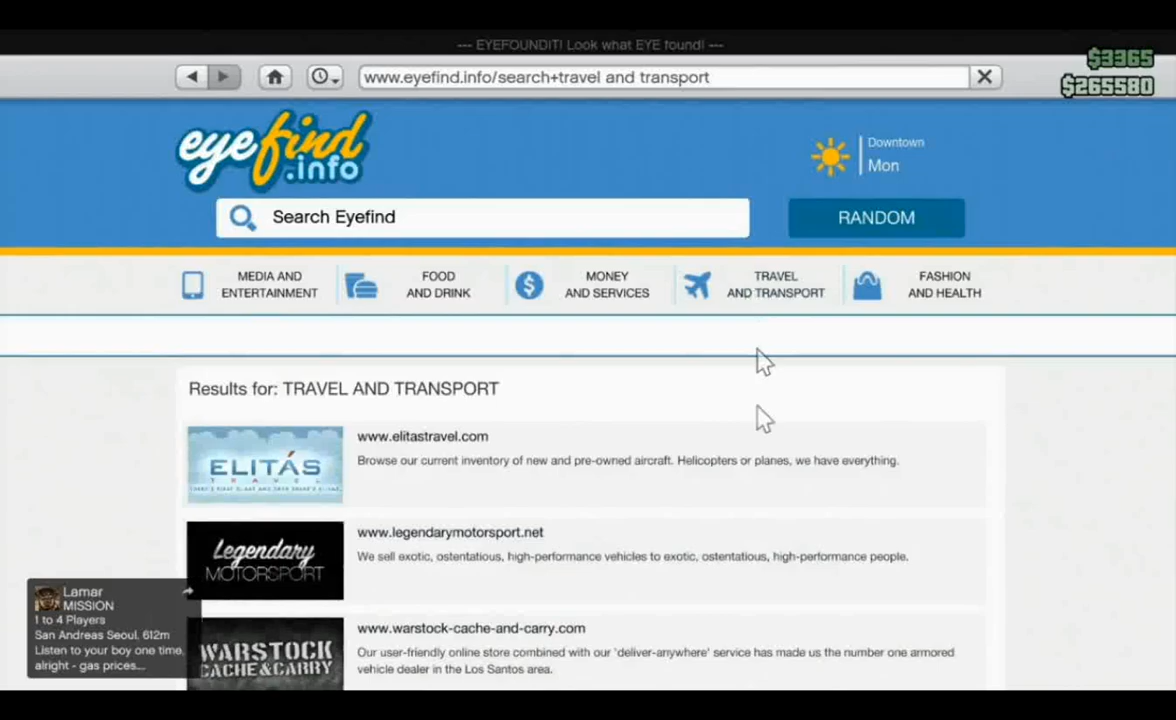 --- EYEFOUNDIT! Look what EYE found! ---
www.eyefind.info/search+travel and transport
$3365
$265580
eyefind
.info
Downtown
Mon
Search Eyefind
RANDOM
MEDIA AND
ENTERTAINMENT
FOOD
AND DRINK
MONEY
AND SERVICES
TRAVEL
AND TRANSPORT
FASHION
AND HEALTH
Results for: TRAVEL AND TRANSPORT
ELITÁS
TRAVEL
www.elitastravel.com
Browse our current inventory of new and pre-owned aircraft. Helicopters or planes, we have everything.
Legendary
MOTORSPORT
www.legendarymotorsport.net
We sell exotic, ostentatious, high-performance vehicles to exotic, ostentatious, high-performance people.
WARSTOCK
CACHE&CARRY
www.warstock-cache-and-carry.com
Our user-friendly online store combined with our 'deliver-anywhere' service has made us the number one armored
vehicle dealer in the Los Santos area.
Lamar
MISSION
1 to 4 Players
San Andreas Seoul, 612m
Listen to your boy one time,
alright - gas prices....